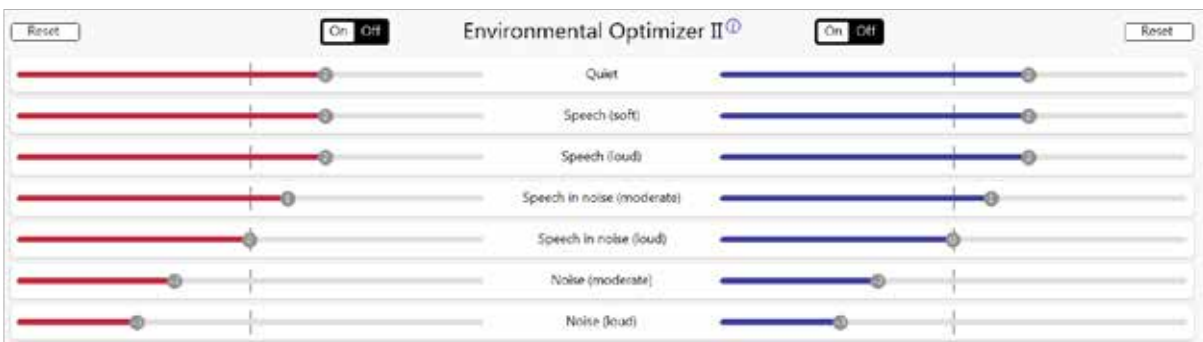 Reset On Off Environmental Optimizer II ⓘ On Off Reset
Quiet
Speech (soft)
Speech (loud)
Speech in noise (moderate)
Speech in noise (loud)
Noise (moderate)
Noise (loud)